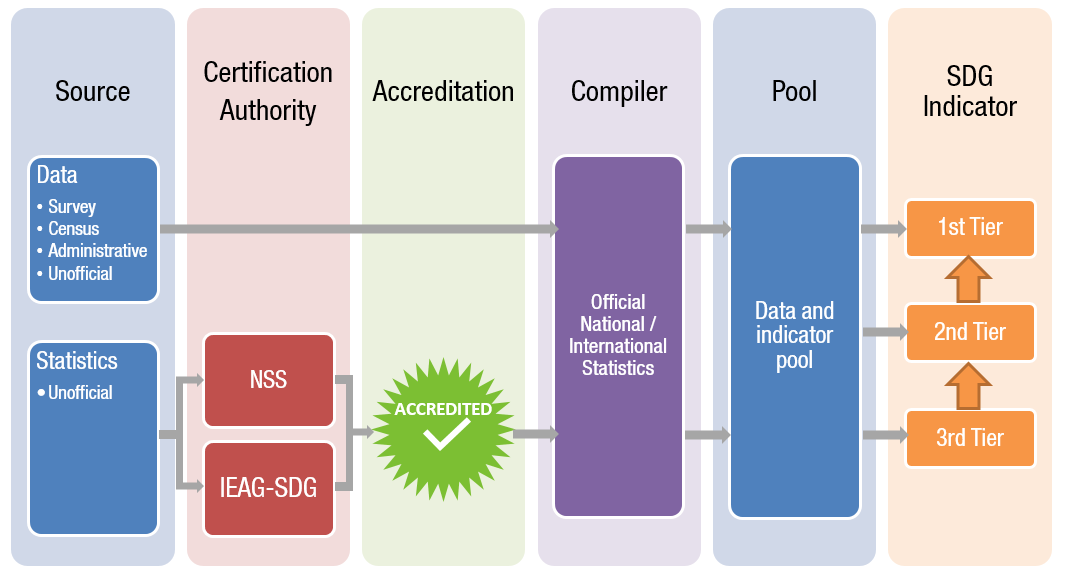 Source
Certification
Authority
Accreditation
Compiler
Pool
SDG
Indicator
Data
• Survey
• Census
• Administrative
• Unofficial
Statistics
• Unofficial
NSS
IEAG-SDG
ACCREDITED
Official
National /
International
Statistics
Data and
indicator
pool
1st Tier
2nd Tier
3rd Tier